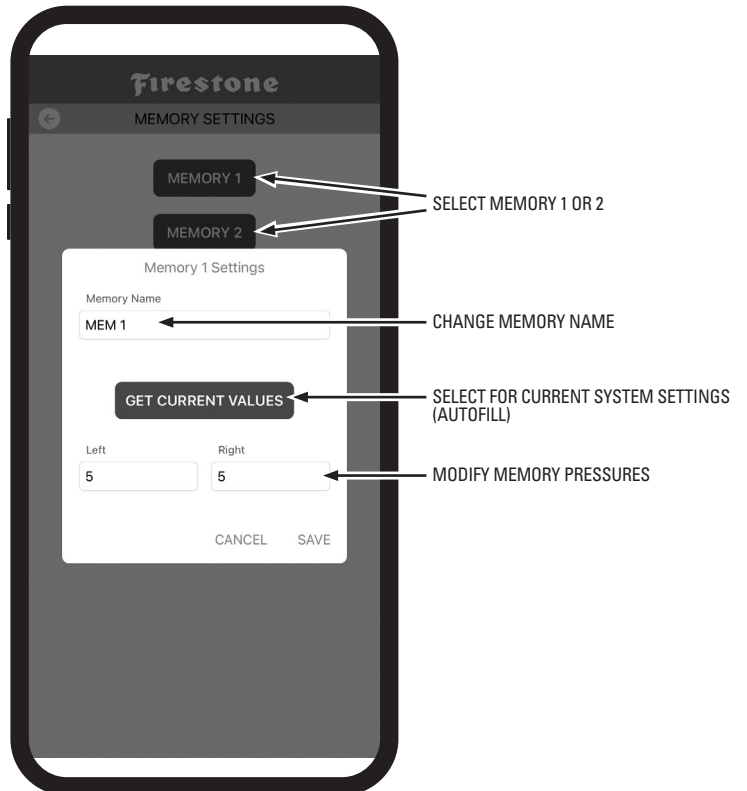 Firestone
MEMORY SETTINGS
MEMORY 1
SELECT MEMORY 1 OR 2
MEMORY 2
Memory 1 Settings
Memory Name
MEM 1
CHANGE MEMORY NAME
GET CURRENT VALUES
SELECT FOR CURRENT SYSTEM SETTINGS
(AUTOFILL)
Left Right
5 5
MODIFY MEMORY PRESSURES
CANCEL SAVE